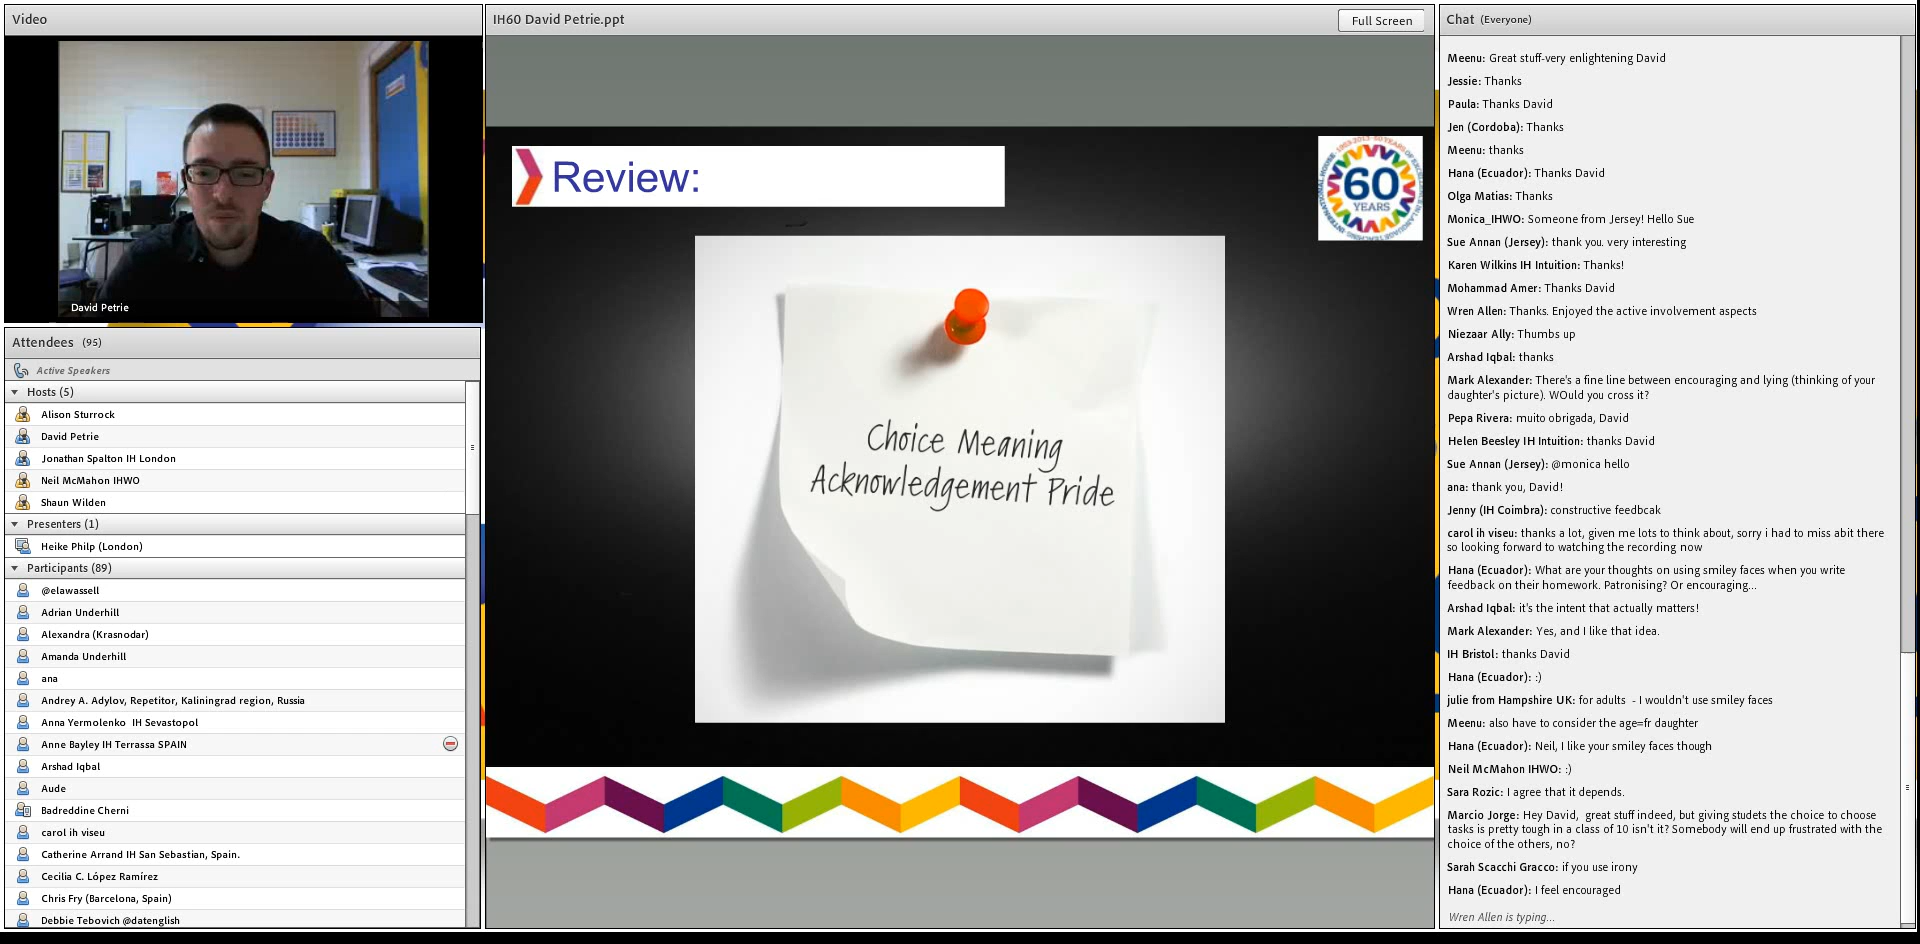 Video
David Petrie
Attendees (95)
Active Speakers
Hosts (5)
Alison Sturrock
David Petrie
Jonathan Spalton IH London
Neil McMahon IHWO
Shaun Wilden
Presenters (1)
Heike Philp (London)
Participants (89)
@elawassell
Adrian Underhill
Alexandra (Krasnodar)
Amanda Underhill
ana
Andrey A. Adylov, Repetitor, Kaliningrad region, Russia
Anna Yermolenko IH Sevastopol
Anne Bayley IH Terrassa SPAIN
Arshad Iqbal
Aude
Badreddine Cherni
carol ih viseu
Catherine Arrand IH San Sebastian, Spain.
Cecilia C. López Ramírez
Chris Fry (Barcelona, Spain)
Debbie Tebovich @datenglish
IH60 David Petrie.ppt
Full Screen
Review:
60
YEARS
Choice Meaning
Acknowledgement Pride
Chat (Everyone)
Meenu: Great stuff-very enlightening David
Jessie: Thanks
Paula: Thanks David
Jen (Cordoba): Thanks
Meenu: thanks
Hana (Ecuador): Thanks David
Olga Matias: Thanks
Monica_IHWO: Someone from Jersey! Hello Sue
Sue Annan (Jersey): thank you. very interesting
Karen Wilkins IH Intuition: Thanks!
Mohammad Amer: Thanks David
Wren Allen: Thanks. Enjoyed the active involvement aspects
Niezaar Ally: Thumbs up
Arshad Iqbal: thanks
Mark Alexander: There's a fine line between encouraging and lying (thinking of your
daughter's picture). WOuld you cross it?
Pepa Rivera: muito obrigada, David
Helen Beesley IH Intuition: thanks David
Sue Annan (Jersey): @monica hello
ana: thank you, David!
Jenny (IH Coimbra): constructive feedbcak
carol ih viseu: thanks a lot, given me lots to think about, sorry i had to miss abit there
so looking forward to watching the recording now
Hana (Ecuador): What are your thoughts on using smiley faces when you write
feedback on their homework. Patronising? Or encouraging...
Arshad Iqbal: it's the intent that actually matters!
Mark Alexander: Yes, and I like that idea.
IH Bristol: thanks David
Hana (Ecuador): :)
julie from Hampshire UK: for adults - I wouldn't use smiley faces
Meenu: also have to consider the age=fr daughter
Hana (Ecuador): Neil, I like your smiley faces though
Neil McMahon IHWO: :)
Sara Rozic: I agree that it depends.
Marcio Jorge: Hey David, great stuff indeed, but giving studets the choice to choose
tasks is pretty tough in a class of 10 isn't it? Somebody will end up frustrated with the
choice of the others, no?
Sarah Scacchi Gracco: if you use irony
Hana (Ecuador): I feel encouraged
Wren Allen is typing...